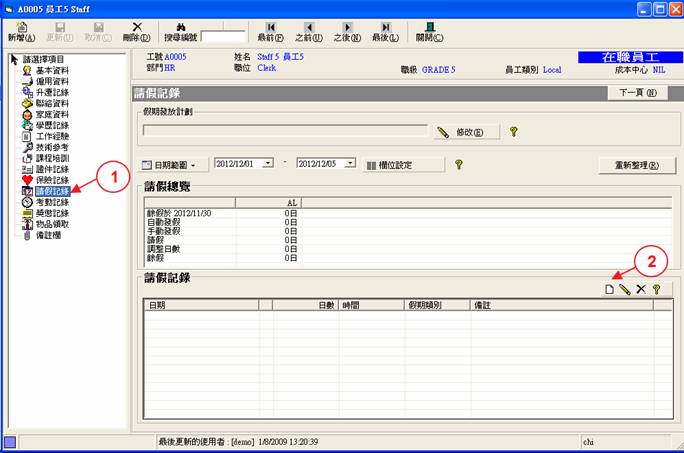 A0005 員工5 Staff
新增(A) 更新(U) 取消(C) 刪除(D) 搜尋編號 最前(F) 之前(U) 之後(N) 最後(L) 關閉(C)
請選擇項目
基本資料
僱用資料
升遷記錄
聯絡資料
家庭資料
學歷記錄
工作經驗
技術參考
課程培訓
證件記錄
保險記錄
請假記錄
考勤記錄
獎懲記錄
物品領取
備註欄
1
工號 A0005 姓名 Staff 5 員工5 在職員工
部門 HR 職位 Clerk 職級 GRADE 5 員工類別 Local 成本中心 NIL
請假記錄 下一頁 (N)
假期發放計劃
修改(E)
日期範圍 2012/12/01 - 2012/12/05 欄位設定 重新整理(R)
請假總覽
AL
餘假於 2012/11/30 0日
自動發假 0日
手動發假 0日
請假 0日
調整日數 0日
餘假 0日
2
請假記錄
日期 日數 時間 假期類別 備註
最後更新的使用者 : [demo] 1/8/2009 13:20:39 chi